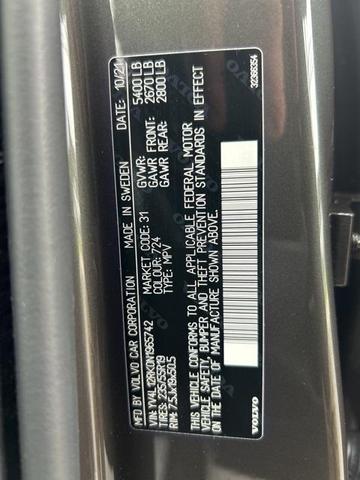 MFD BY VOLVO CAR CORPORATION MADE IN SWEDEN DATE: 10/21
VIN: YV4L12RK0N1965742 MARKET CODE: 31 GVWR: 5400 LB
TIRES: 235/55R19 COLOUR: 724 GAWR FRONT: 2670 LB
RIM: 7.5Jx19x50.5 TYPE: MPV GAWR REAR: 2800 LB
THIS VEHICLE CONFORMS TO ALL APPLICABLE FEDERAL MOTOR
VEHICLE SAFETY, BUMPER AND THEFT PREVENTION STANDARDS IN EFFECT
ON THE DATE OF MANUFACTURE SHOWN ABOVE.
VOLVO
32366354